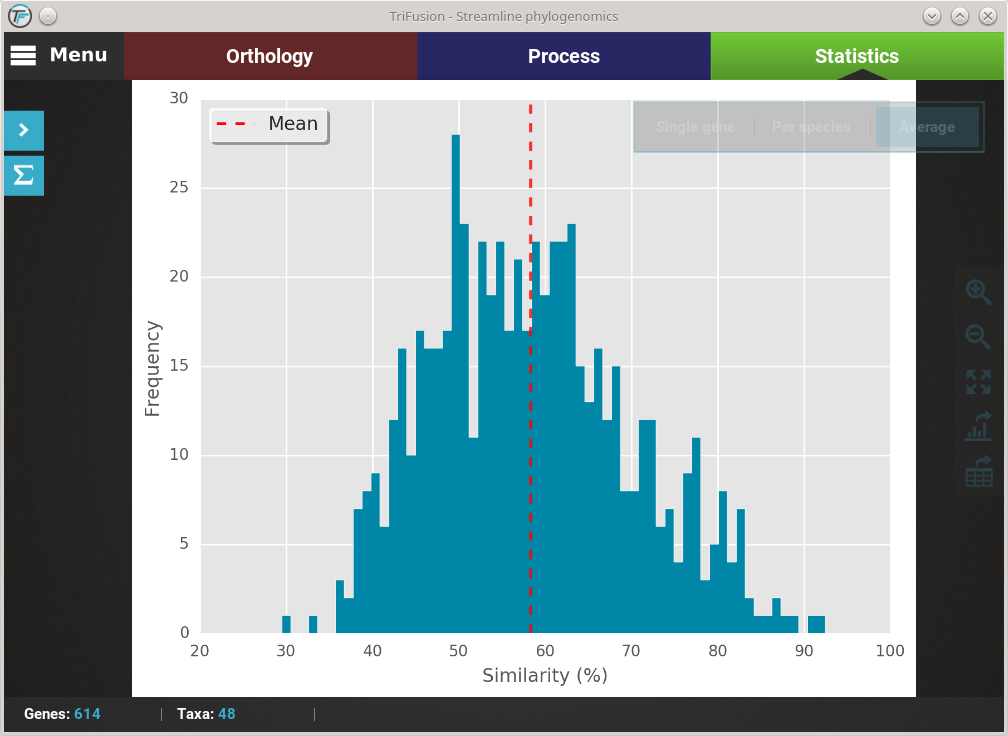 TriFusion - Streamline phylogenomics
Menu
Orthology
Process
Statistics
Mean
Single gene
Per species
Average
30
25
20
15
10
5
0
Frequency
20 30 40 50 60 70 80 90 100
Similarity (%)
Genes: 614
Taxa: 48